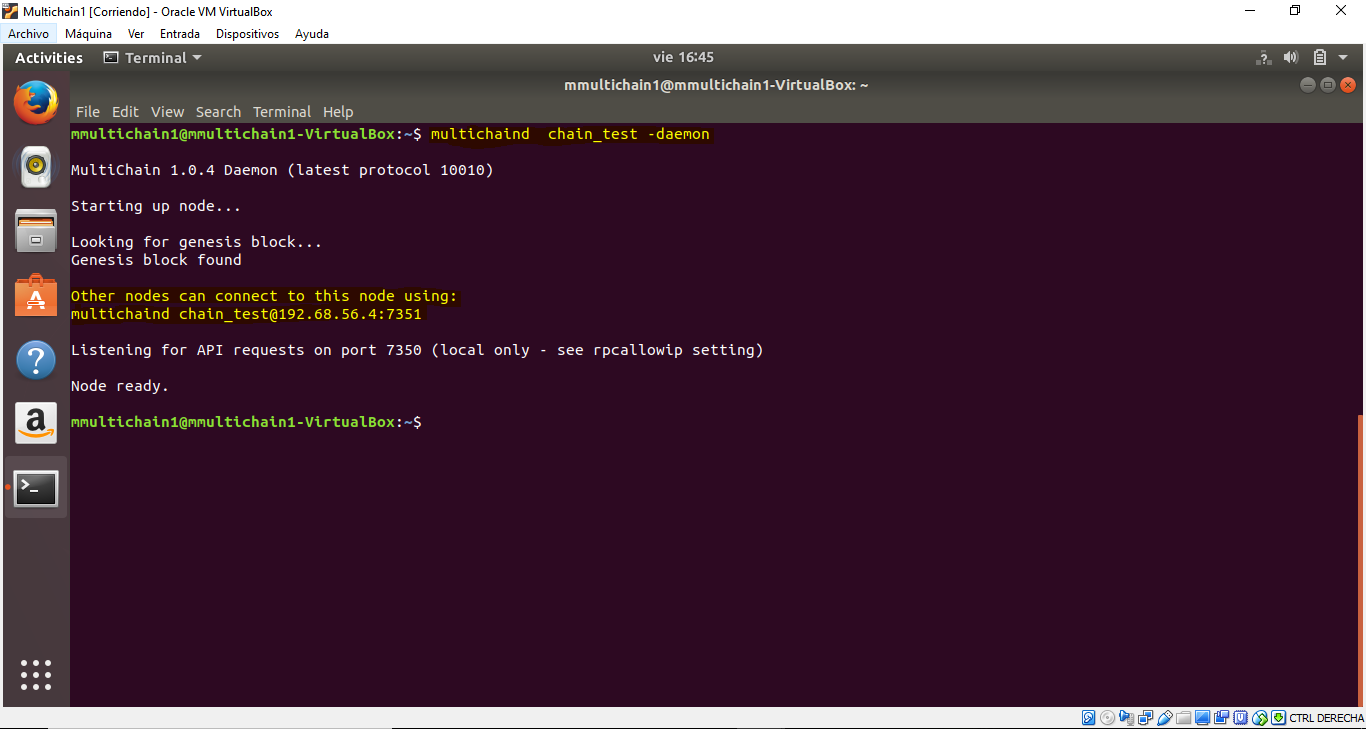 Multichain1 [Corriendo] - Oracle VM VirtualBox
Archivo Máquina Ver Entrada Dispositivos Ayuda
Activities Terminal vie 16:45
mmultichain1@mmultichain1-VirtualBox: ~
File Edit View Search Terminal Help
mmultichain1@mmultichain1-VirtualBox:~$ multichaind  chain_test -daemon
MultiChain 1.0.4 Daemon (latest protocol 10010)
Starting up node...
Looking for genesis block...
Genesis block found
Other nodes can connect to this node using:
multichaind chain_test@192.68.56.4:7351
Listening for API requests on port 7350 (local only - see rpcallowip setting)
Node ready.
mmultichain1@mmultichain1-VirtualBox:~$
CTRL DERECHA